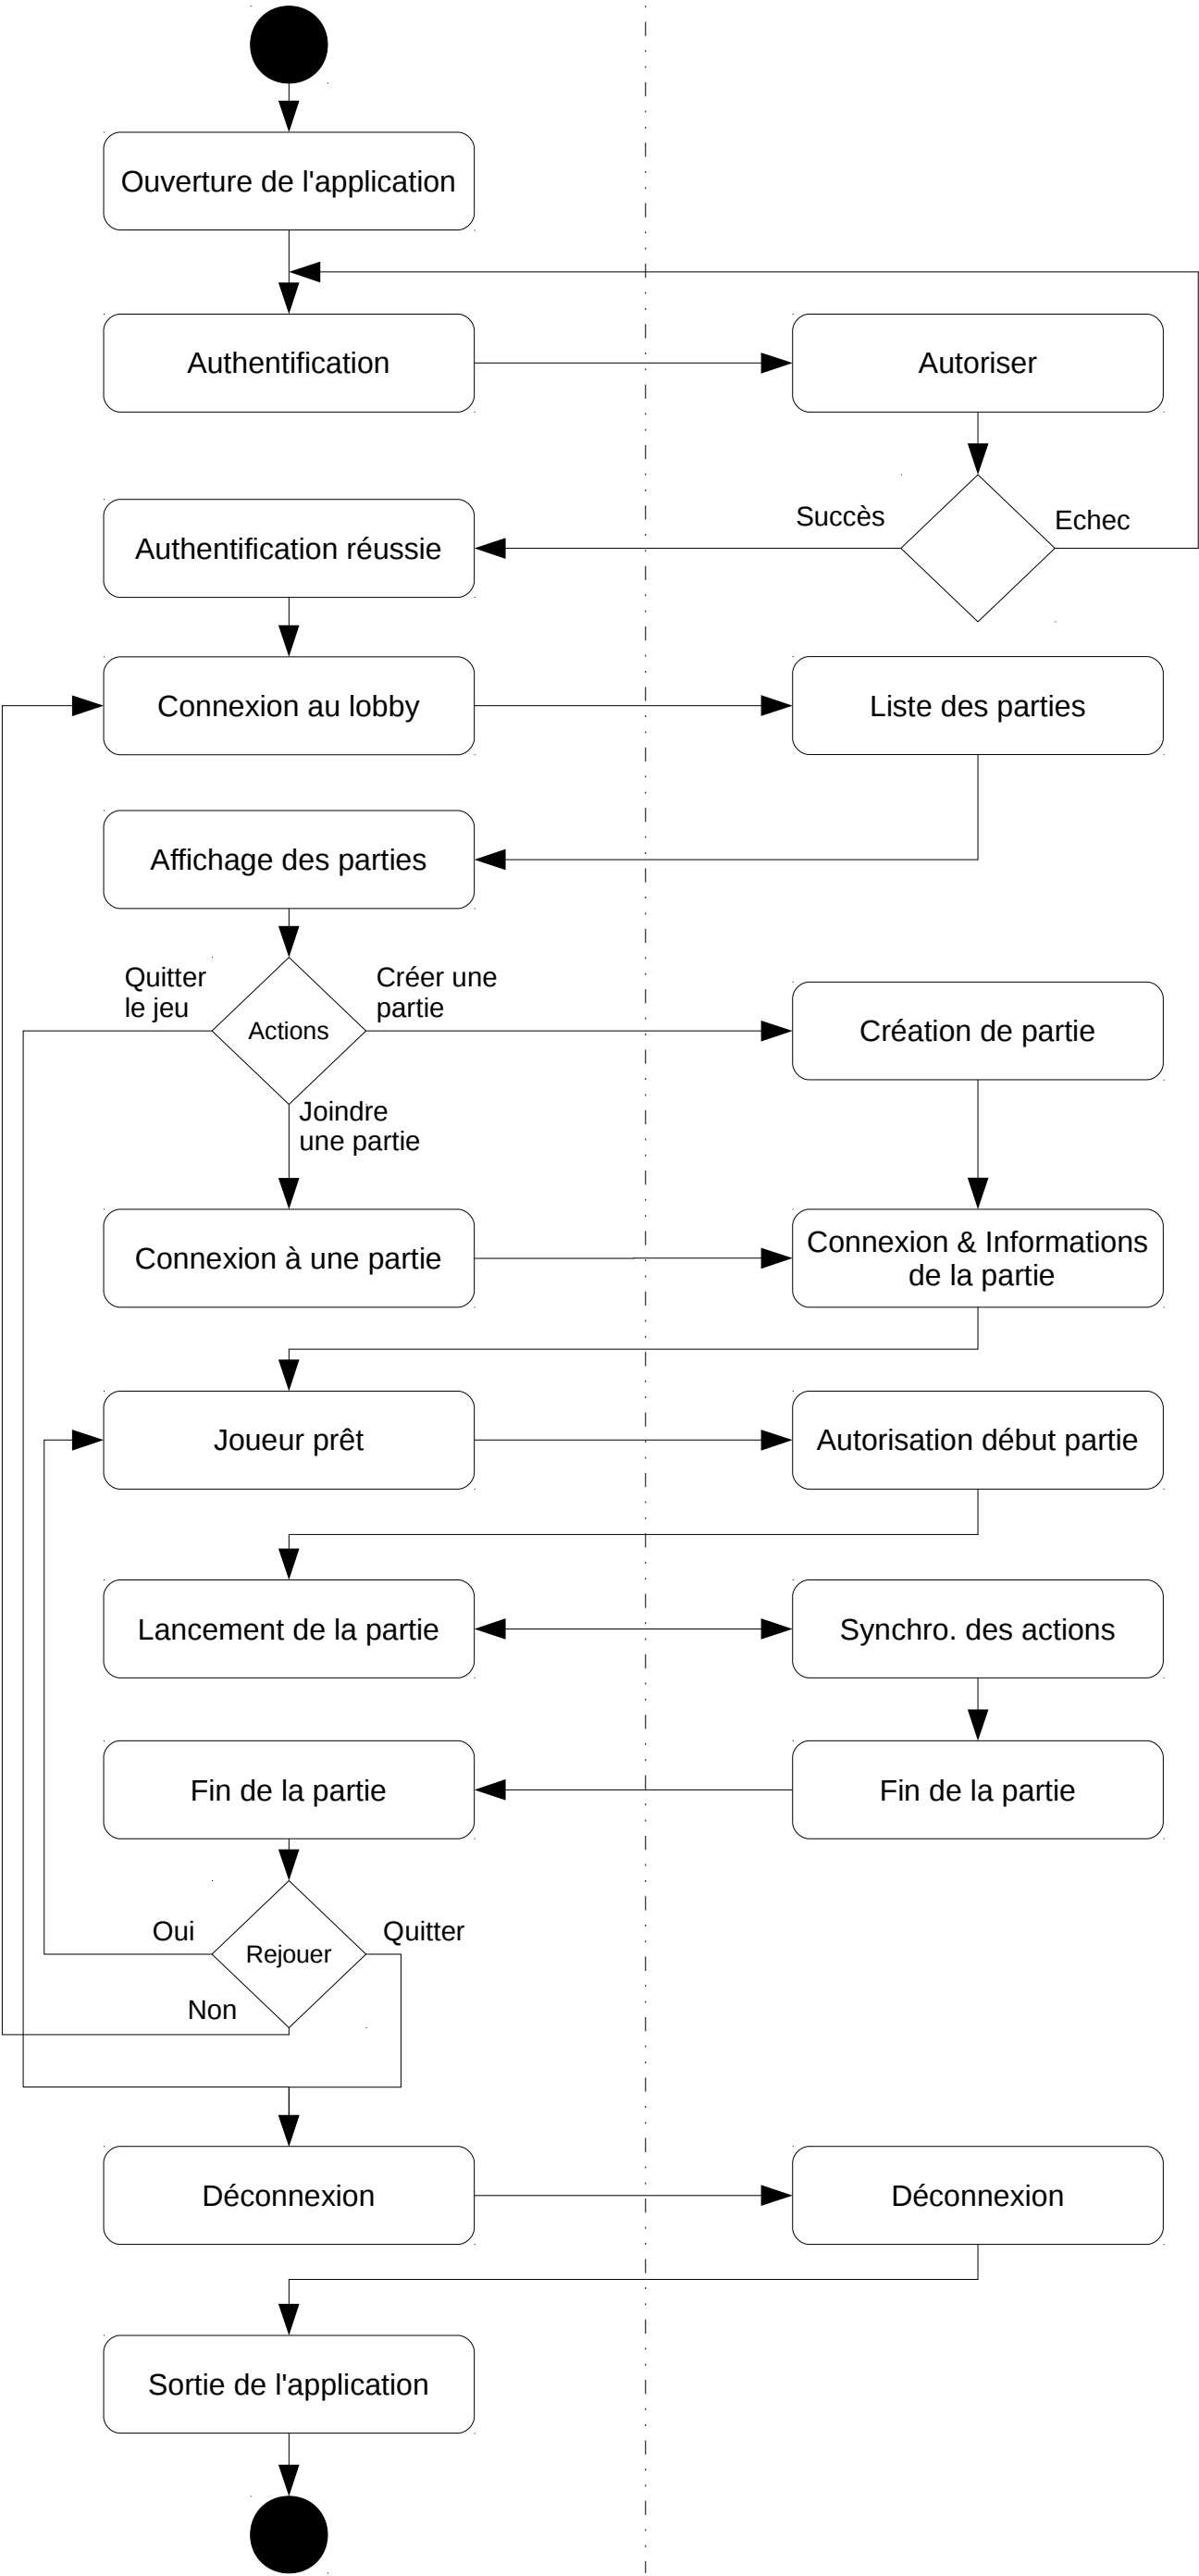 Ouverture de l'application
Authentification
Autoriser
Succès
Echec
Authentification réussie
Connexion au lobby
Liste des parties
Affichage des parties
Quitter
le jeu
Créer une
partie
Actions
Création de partie
Joindre
une partie
Connexion à une partie
Connexion & Informations
de la partie
Joueur prêt
Autorisation début partie
Lancement de la partie
Synchro. des actions
Fin de la partie
Fin de la partie
Oui
Quitter
Rejouer
Non
Déconnexion
Déconnexion
Sortie de l'application